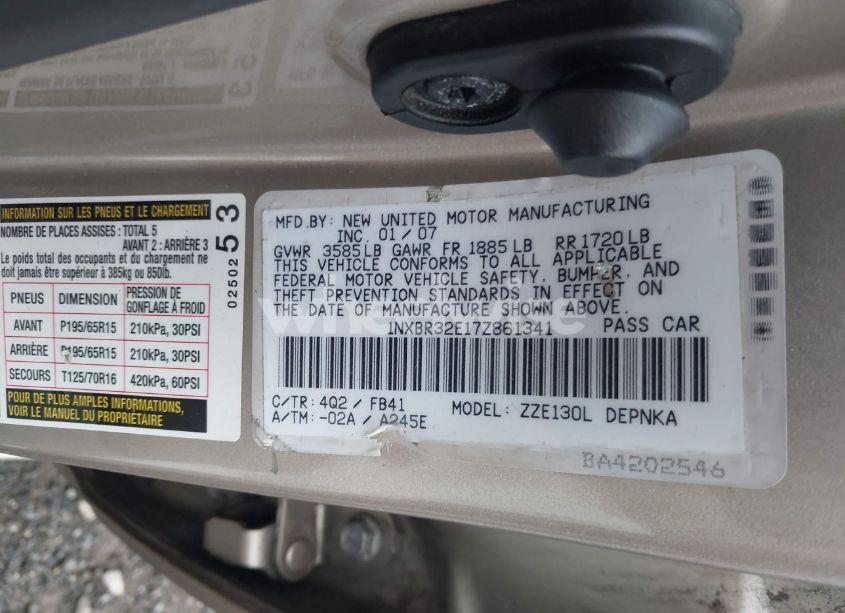 INFORMATION SUR LES PNEUS ET LE CHARGEMENT
NOMBRE DE PLACES ASSISES : TOTAL 5
AVANT 2 : ARRIÈRE 3
Le poids total des occupants et du chargement ne
doit jamais être supérieur à 385kg ou 850lb.
PNEUS DIMENSION PRESSION DE GONFLAGE À FROID
AVANT P195/65R15 210kPa, 30PSI
ARRIÈRE P195/65R15 210kPa, 30PSI
SECOURS T125/70R16 420kPa, 60PSI
POUR DE PLUS AMPLES INFORMATIONS,
VOIR LE MANUEL DU PROPRIÉTAIRE
02502 53
MFD.BY: NEW UNITED MOTOR MANUFACTURING
INC. 01/07
GVWR 3585LB GAWR FR 1885LB RR 1720LB
THIS VEHICLE CONFORMS TO ALL APPLICABLE
FEDERAL MOTOR VEHICLE SAFETY, BUMPER, AND
THEFT PREVENTION STANDARDS IN EFFECT ON
THE DATE OF MANUFACTURE SHOWN ABOVE.
1NXBR32E17Z861341 PASS CAR
C/TR: 4Q2 / FB41
A/TM: -02A / A245E
MODEL: ZZE130L DEPNKA
BA4202546